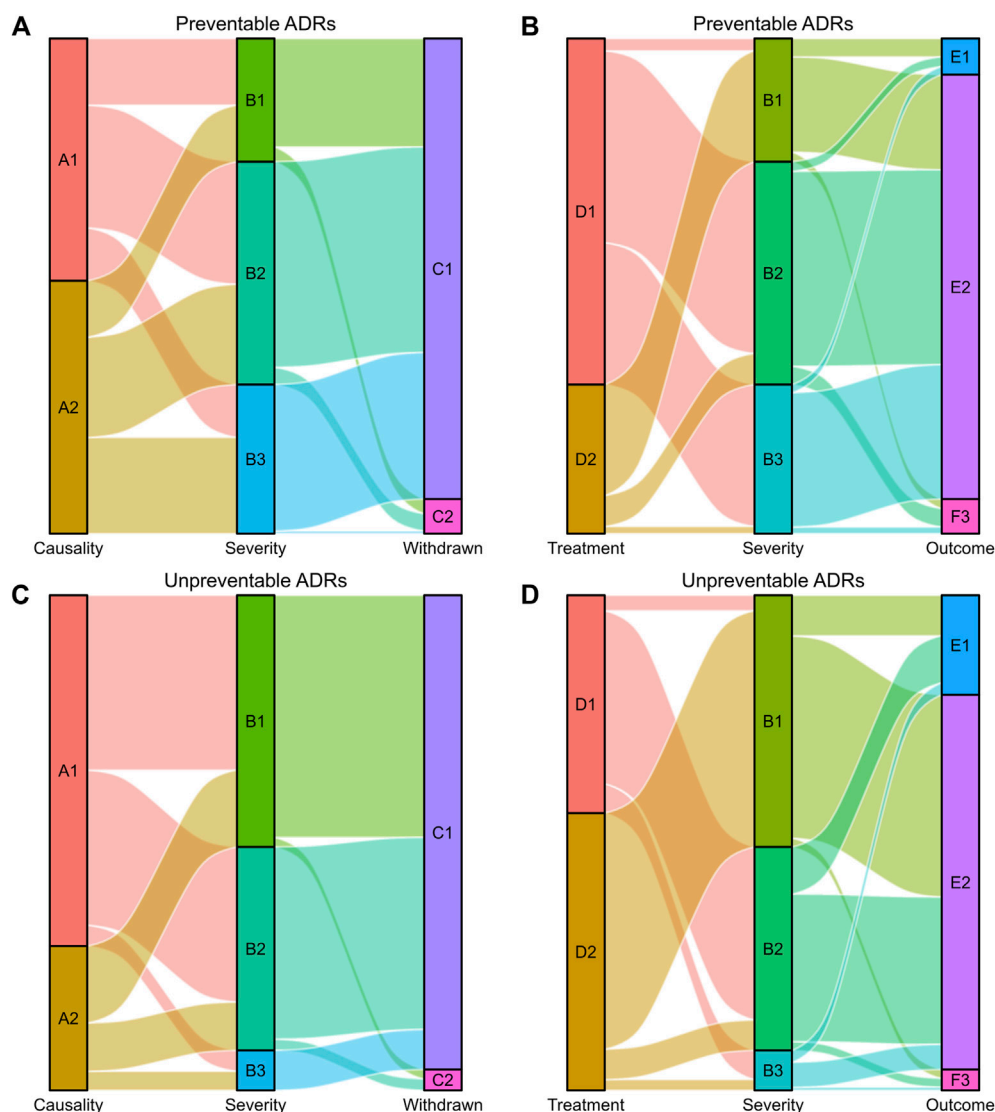 A
Preventable ADRs
A1
A2
B1
B2
B3
C1
C2
Causality
Severity
Withdrawn
B
Preventable ADRs
D1
D2
B1
B2
B3
E1
E2
F3
Treatment
Severity
Outcome
C
Unpreventable ADRs
A1
A2
B1
B2
B3
C1
C2
Causality
Severity
Withdrawn
D
Unpreventable ADRs
D1
D2
B1
B2
B3
E1
E2
F3
Treatment
Severity
Outcome